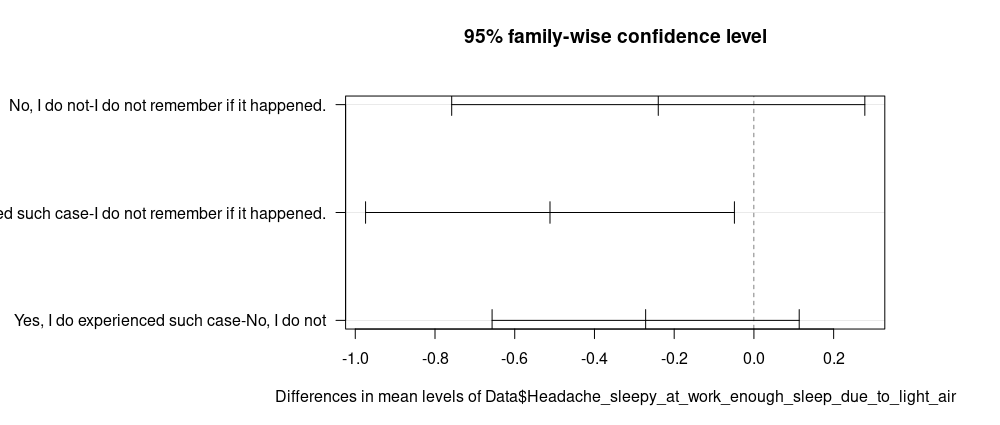 95% family-wise confidence level
No, I do not-I do not remember if it happened.
ed such case-I do not remember if it happened.
Yes, I do experienced such case-No, I do not
-1.0 -0.8 -0.6 -0.4 -0.2 0.0 0.2
Differences in mean levels of Data$Headache_sleepy_at_work_enough_sleep_due_to_light_air